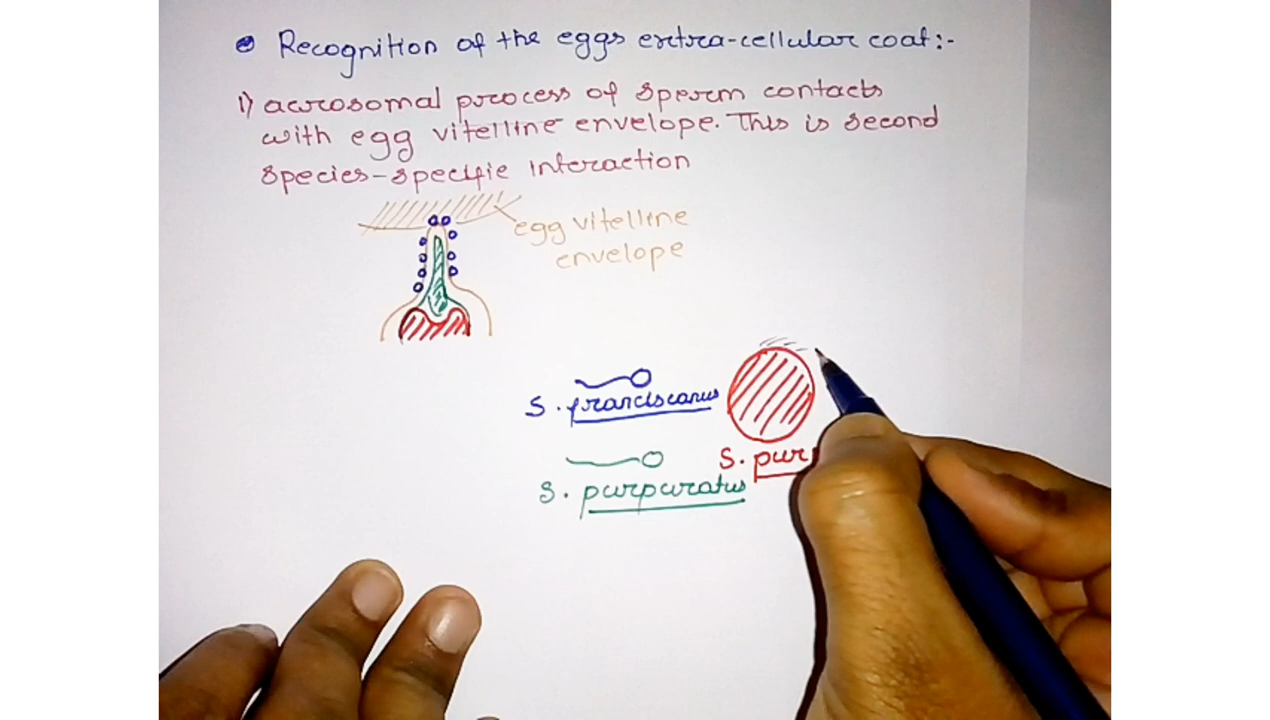 Recognition of the eggs extra-cellular coat:-
1) acrosomal process of sperm contacts
with egg vitelline envelope. This is second
species-specific interaction
egg vitelline
envelope
S. franciscanus
S. pur
S. purpuratus